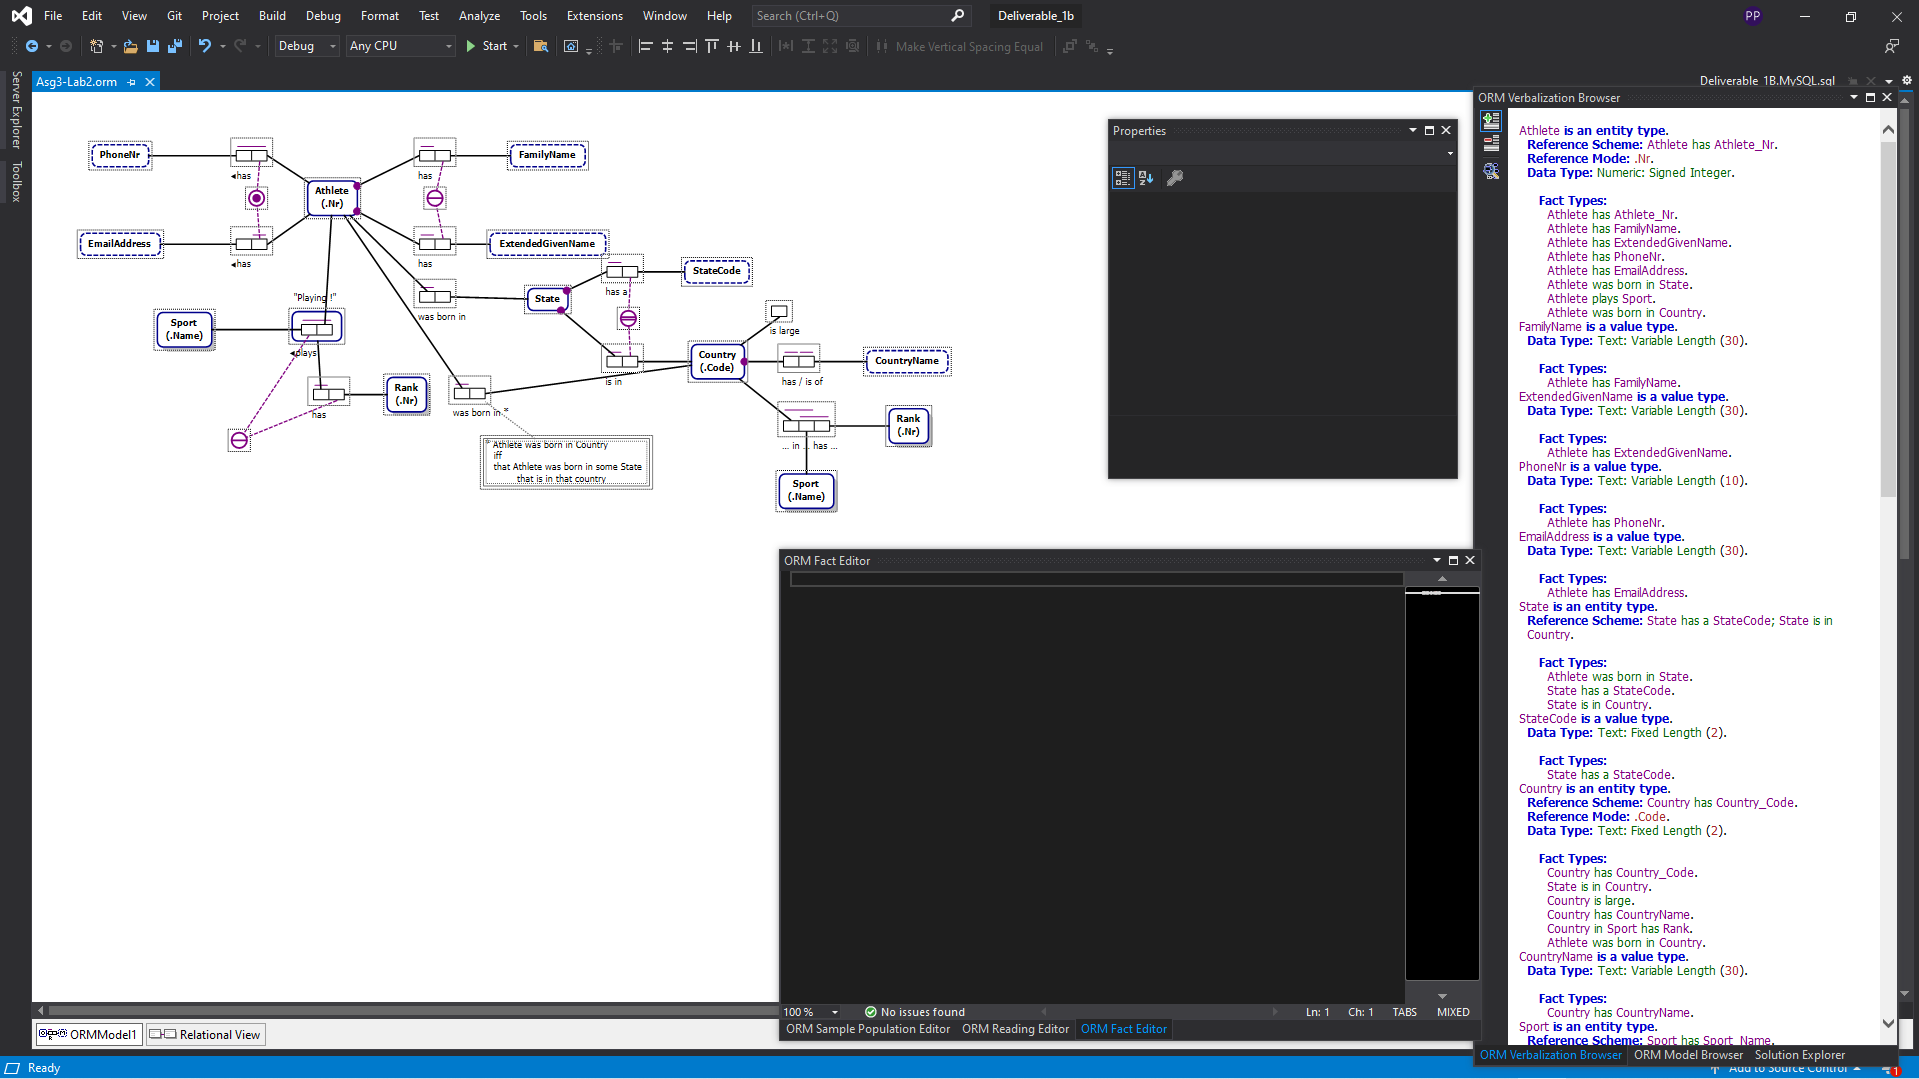 File Edit View Git Project Build Debug Format Test Analyze Tools Extensions Window Help Search (Ctrl+Q) Deliverable_1b PP
Debug Any CPU Start Make Vertical Spacing Equal
Server Explorer
Toolbox
Asg3-Lab2.orm
Deliverable_1B.MySQL.sql
PhoneNr
has
FamilyName
has
Athlete
(.Nr)
EmailAddress
has
ExtendedGivenName
has
StateCode
has a
State
was born in
"Playing !"
Sport
(.Name)
plays
is large
Country
(.Code)
CountryName
has / is of
is in
Rank
(.Nr)
has
was born in *
Rank
(.Nr)
... in ... has ...
* Athlete was born in Country
iff
that Athlete was born in some State
that is in that country
Sport
(.Name)
Properties
ORM Fact Editor
100 % No issues found Ln: 1 Ch: 1 TABS MIXED
ORM Sample Population Editor ORM Reading Editor ORM Fact Editor
ORM Verbalization Browser
Athlete is an entity type.
Reference Scheme: Athlete has Athlete_Nr.
Reference Mode: .Nr.
Data Type: Numeric: Signed Integer.
Fact Types:
Athlete has Athlete_Nr.
Athlete has FamilyName.
Athlete has ExtendedGivenName.
Athlete has PhoneNr.
Athlete has EmailAddress.
Athlete was born in State.
Athlete plays Sport.
Athlete was born in Country.
FamilyName is a value type.
Data Type: Text: Variable Length (30).
Fact Types:
Athlete has FamilyName.
ExtendedGivenName is a value type.
Data Type: Text: Variable Length (30).
Fact Types:
Athlete has ExtendedGivenName.
PhoneNr is a value type.
Data Type: Text: Variable Length (10).
Fact Types:
Athlete has PhoneNr.
EmailAddress is a value type.
Data Type: Text: Variable Length (30).
Fact Types:
Athlete has EmailAddress.
State is an entity type.
Reference Scheme: State has a StateCode; State is in
Country.
Fact Types:
Athlete was born in State.
State has a StateCode.
State is in Country.
StateCode is a value type.
Data Type: Text: Fixed Length (2).
Fact Types:
State has a StateCode.
Country is an entity type.
Reference Scheme: Country has Country_Code.
Reference Mode: .Code.
Data Type: Text: Fixed Length (2).
Fact Types:
Country has Country_Code.
State is in Country.
Country is large.
Country has CountryName.
Country in Sport has Rank.
Athlete was born in Country.
CountryName is a value type.
Data Type: Text: Variable Length (30).
Fact Types:
Country has CountryName.
Sport is an entity type.
Reference Scheme: Sport has Sport_Name.
ORM Verbalization Browser ORM Model Browser Solution Explorer
ORMModel1 Relational View
Ready
Add to Source Control 1